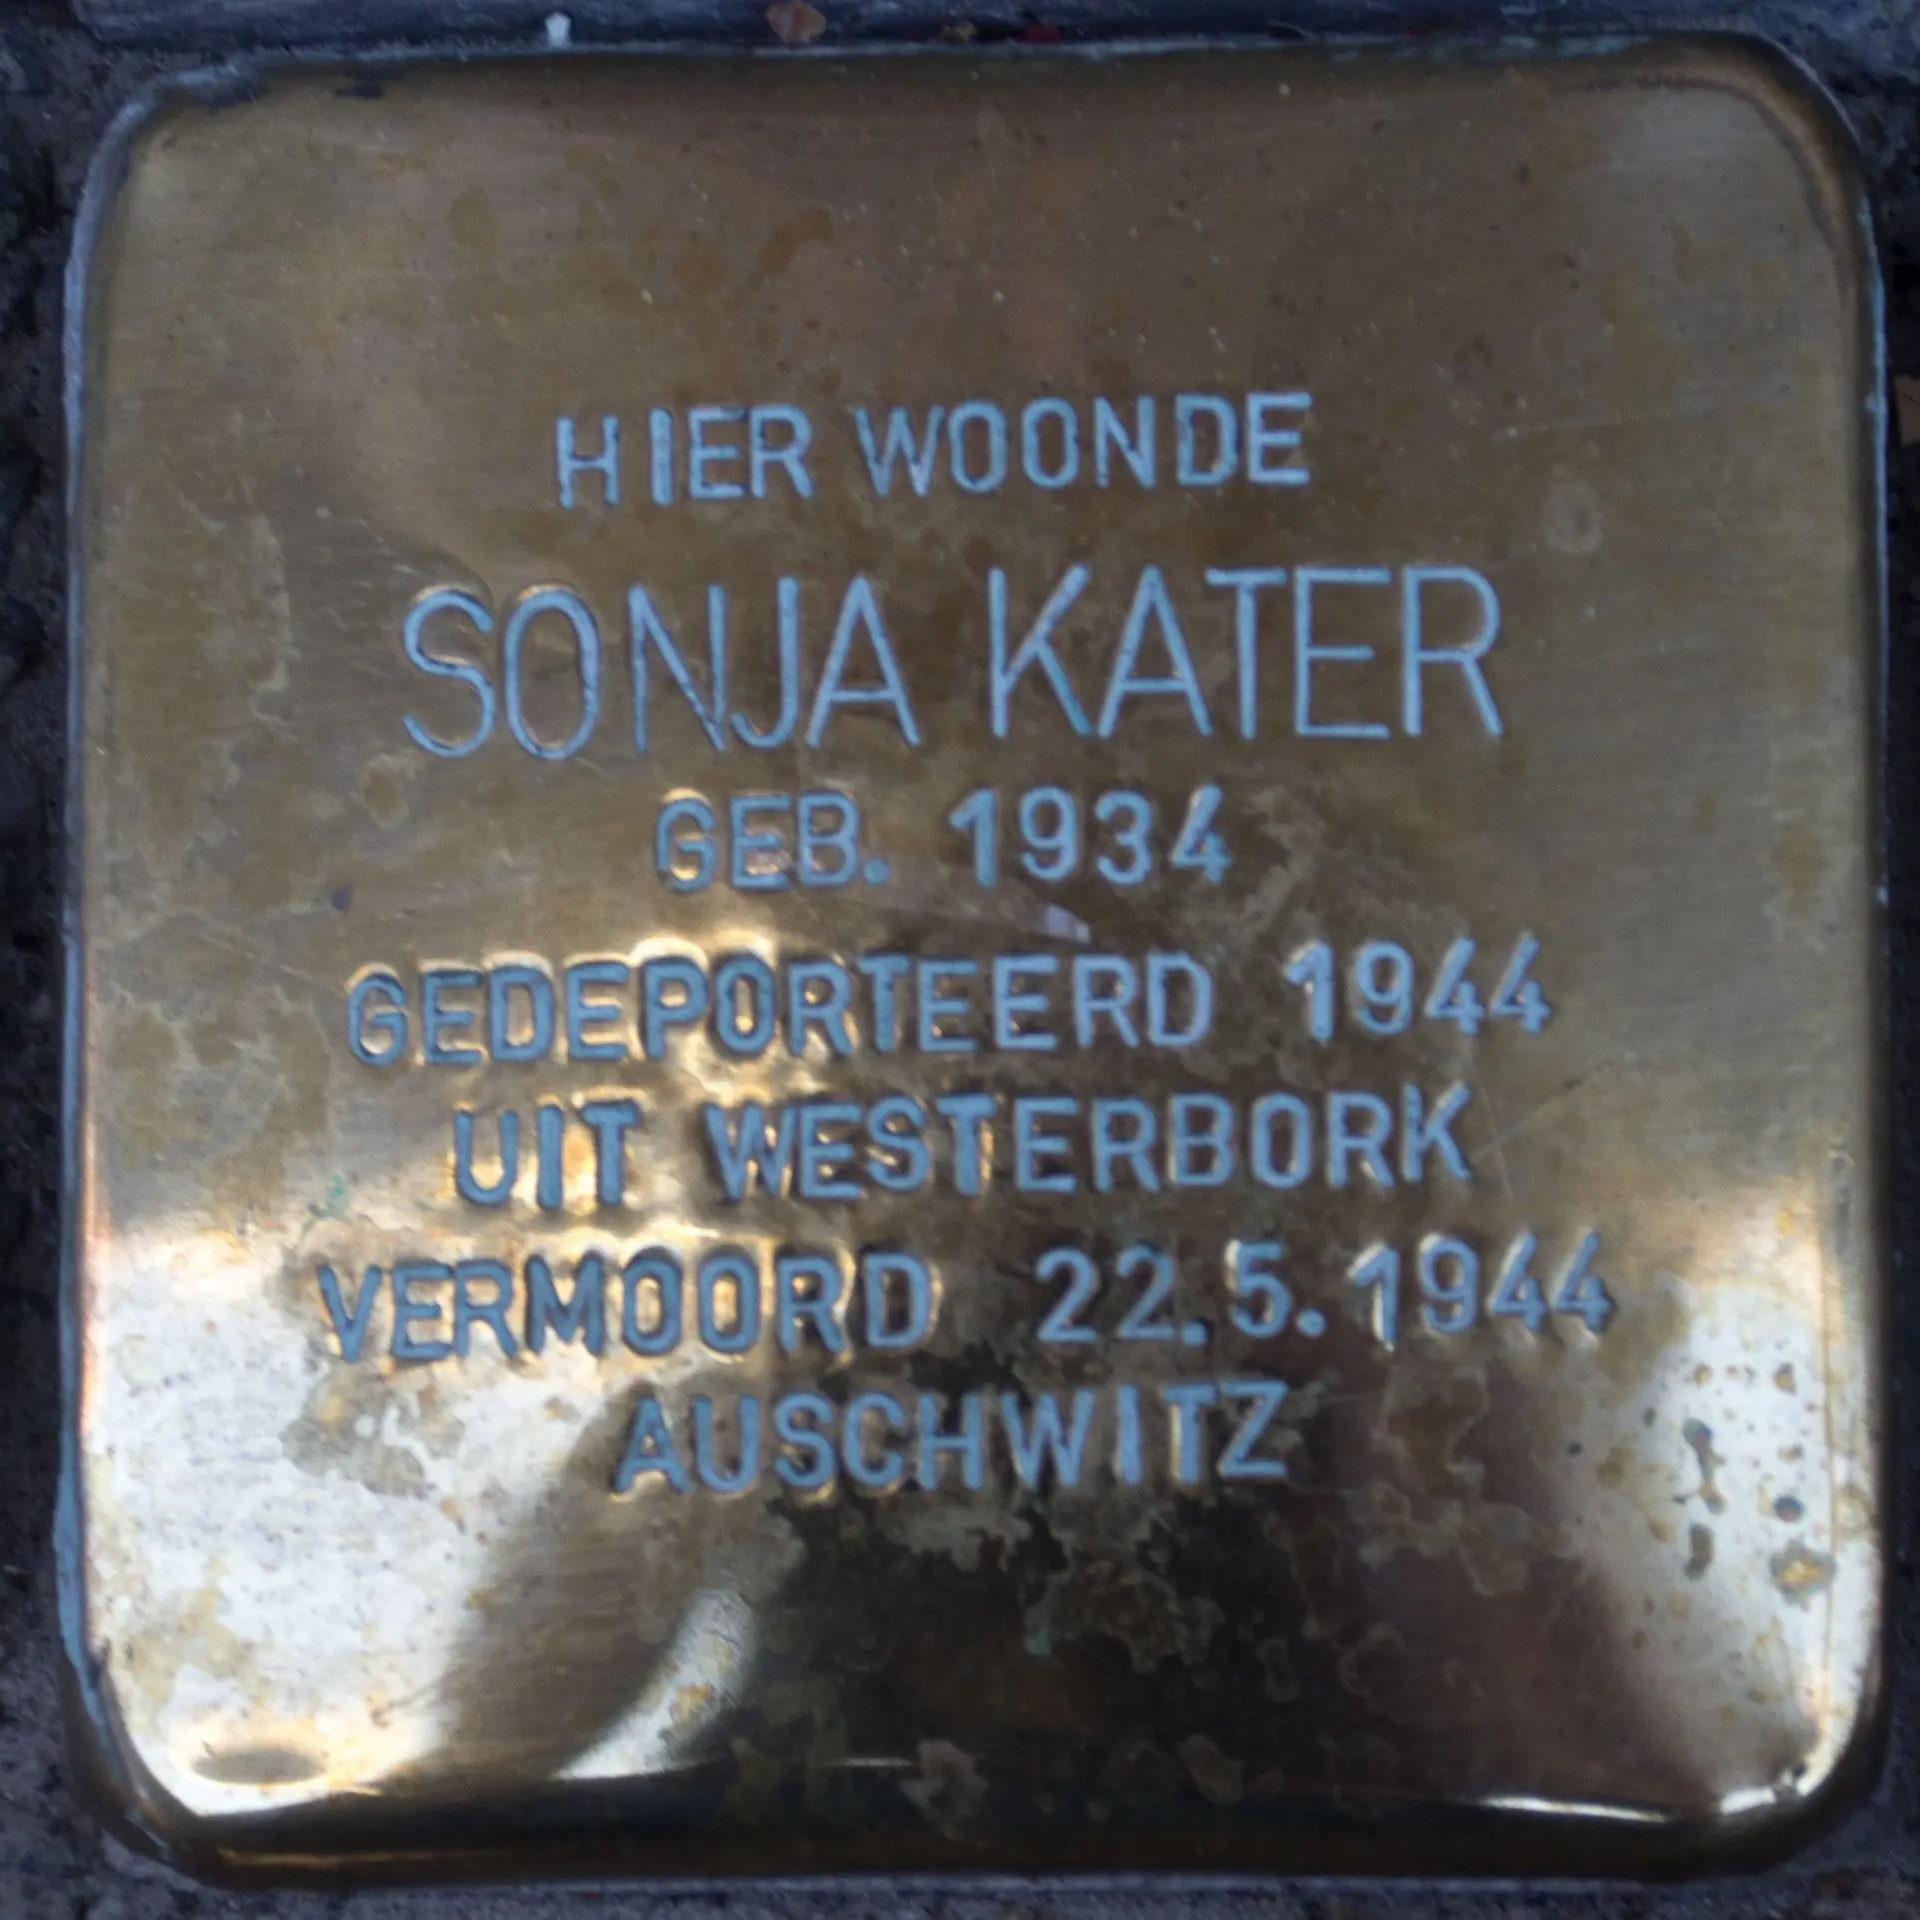 HIER WOONDE
SONJA KATER
GEB. 1934
GEDEPORTEERD 1944
UIT WESTERBORK
VERMOORD 22.5.1944
AUSCHWITZ